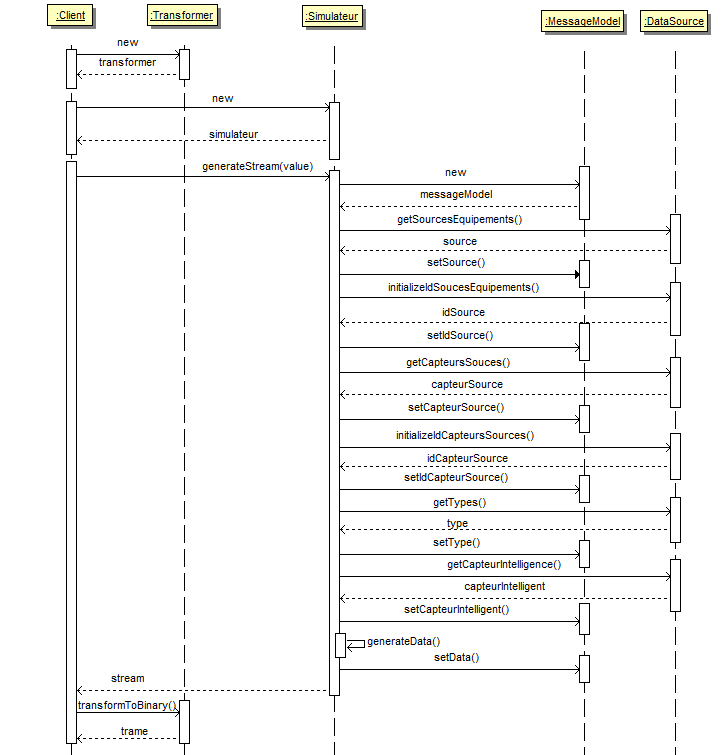 :Client
:Transformer
:Simulateur
:MessageModel
:DataSource
new
transformer
new
simulateur
generateStream(value)
new
messageModel
getSourcesEquipements()
source
setSource()
initializeIdSoucesEquipements()
idSource
setIdSource()
getCapteursSouces()
capteurSource
setCapteurSource()
initializeIdCapteursSources()
idCapteurSource
setIdCapteurSource()
getTypes()
type
setType()
getCapteurIntelligence()
capteurIntelligent
setCapteurIntelligent()
generateData()
setData()
stream
transformToBinary()
trame